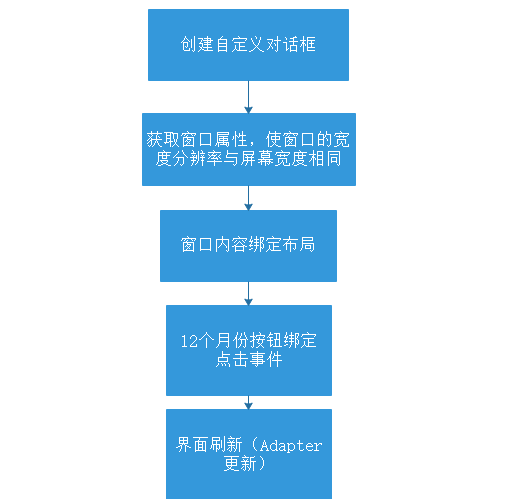 创建自定义对话框
获取窗口属性，使窗口的宽
度分辨率与屏幕宽度相同
窗口内容绑定布局
12个月份按钮绑定
点击事件
界面刷新（Adapter
更新）